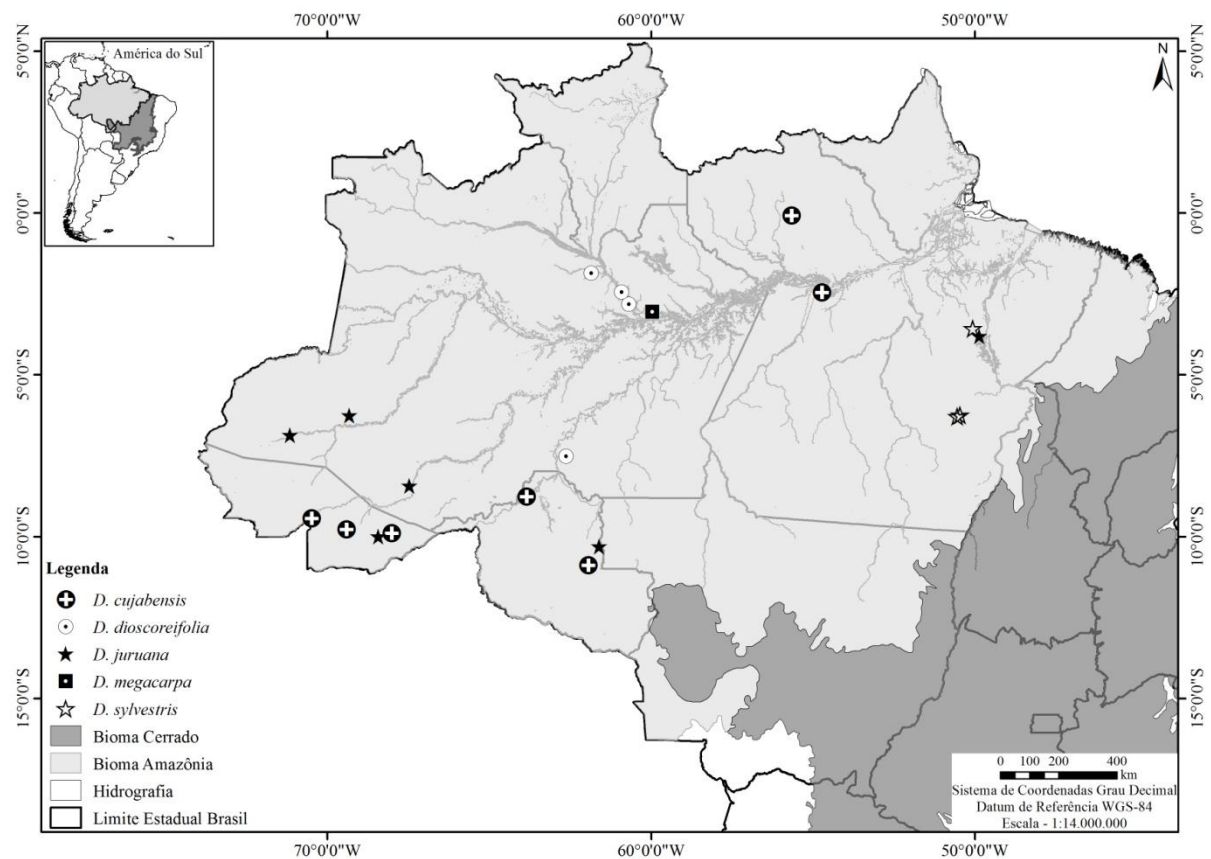 70°0'0"W 60°0'0"W 50°0'0"W
América do Sul
N
5°0'0"N
5°0'0"N
0°0'0"
0°0'0"
5°0'0"S
5°0'0"S
10°0'0"S
10°0'0"S
15°0'0"S
15°0'0"S
Legenda
D. cujabensis
D. dioscoreifolia
D. juruana
D. megacarpa
D. sylvestris
Bioma Cerrado
Bioma Amazônia
Hidrografia
Limite Estadual Brasil
0 100 200 400
km
Sistema de Coordenadas Grau Decimal
Datum de Referência WGS-84
Escala - 1:14.000.000
70°0'0"W 60°0'0"W 50°0'0"W